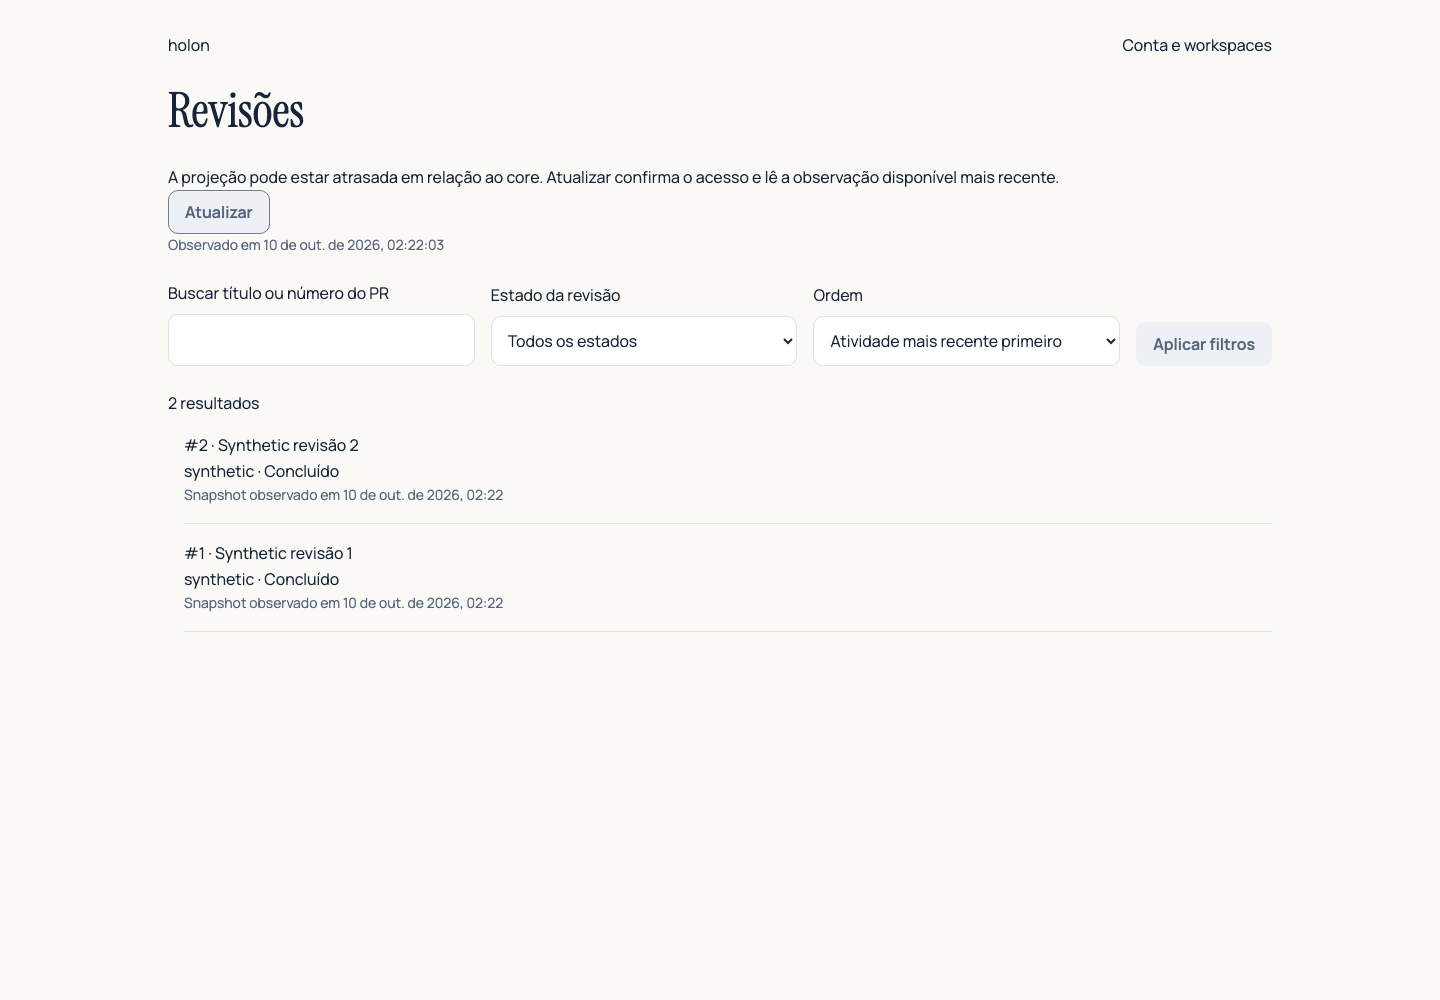 holon
Conta e workspaces
Revisões
A projeção pode estar atrasada em relação ao core. Atualizar confirma o acesso e lê a observação disponível mais recente.
Atualizar
Observado em 10 de out. de 2026, 02:22:03
Buscar título ou número do PR
Estado da revisão
Ordem
Todos os estados
Atividade mais recente primeiro
Aplicar filtros
2 resultados
#2 · Synthetic revisão 2
synthetic · Concluído
Snapshot observado em 10 de out. de 2026, 02:22
#1 · Synthetic revisão 1
synthetic · Concluído
Snapshot observado em 10 de out. de 2026, 02:22